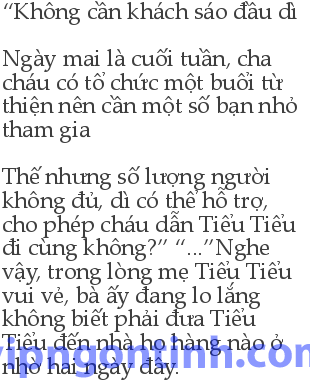 “Không cần khách sáo đầu dì
Ngày mai là cuối tuần, cha
cháu có tổ chức một buổi từ
thiện nên cần một số bạn nhỏ
tham gia
Thế nhưng số lượng người
không đủ, dì có thể hỗ trợ,
cho phép cháu dẫn Tiểu Tiểu
đi cùng không?” “...”Nghe
vậy, trong lòng mẹ Tiểu Tiểu
vui vẻ, bà ấy đang lo lắng
không biết phải đưa Tiểu
Tiểu đến nhà họ hàng nào ở
nhờ hai ngày đây.
vipngontinh.com